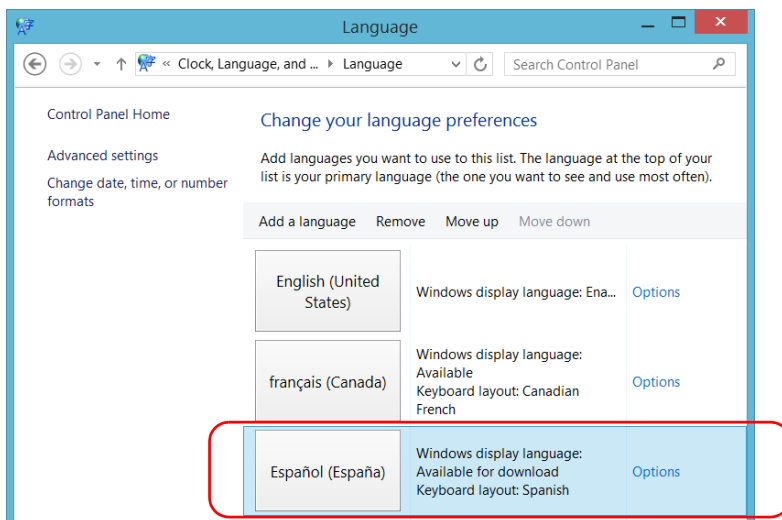 Language
« Clock, Language, and ... Language
Search Control Panel
Control Panel Home
Advanced settings
Change date, time, or number
formats
Change your language preferences
Add languages you want to use to this list. The language at the top of your
list is your primary language (the one you want to see and use most often).
Add a language Remove Move up Move down
English (United
States)
Windows display language: Ena...
Options
français (Canada)
Windows display language:
Available
Keyboard layout: Canadian
French
Options
Español (España)
Windows display language:
Available for download
Keyboard layout: Spanish
Options